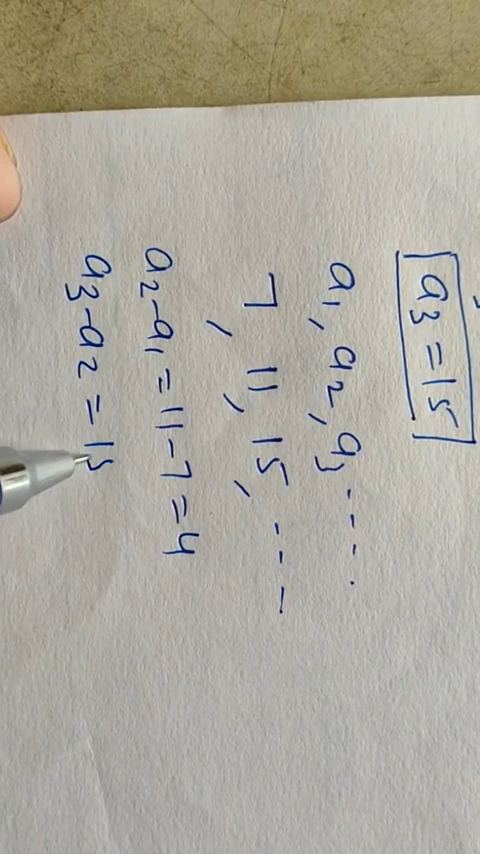 a₃ = 15
a₁, a₂, a₃ ----.
7, 11, 15, ---
a₂-a₁ = 11-7 = 4
a₃-a₂ = 15